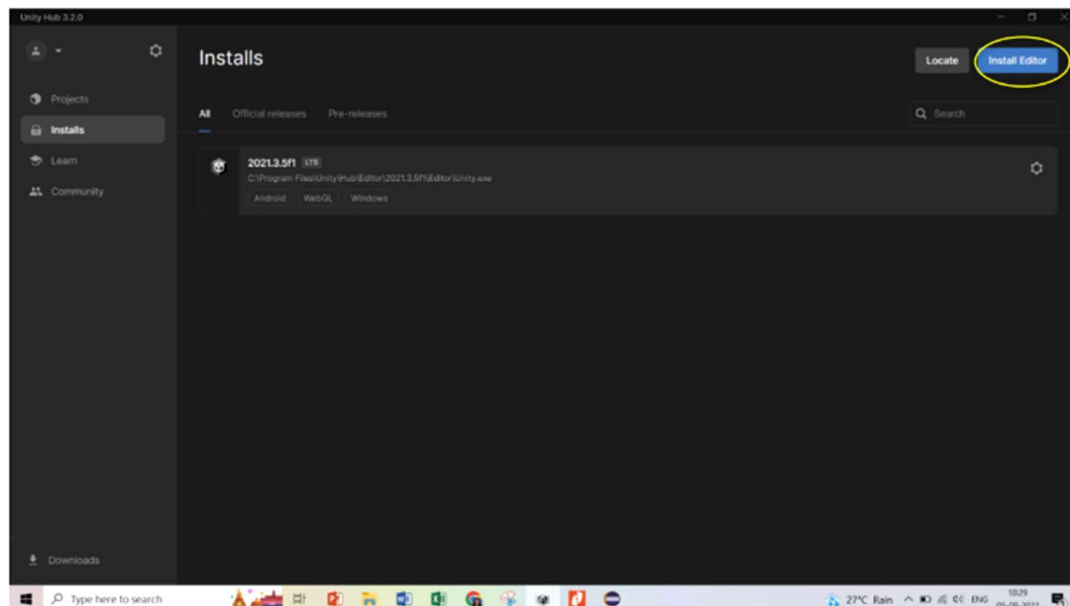 Unity Hub 3.2.0
Installs
Locate
Install Editor
Projects
Installs
Learn
Community
All Official releases Pre-releases
Search
2021.3.5f1 LTS
C:\Program Files\Unity\Hub\Editor\2021.3.5f1\Editor\Unity.exe
Android WebGL Windows
Downloads
Type here to search
27°C Rain
ENG
10:29